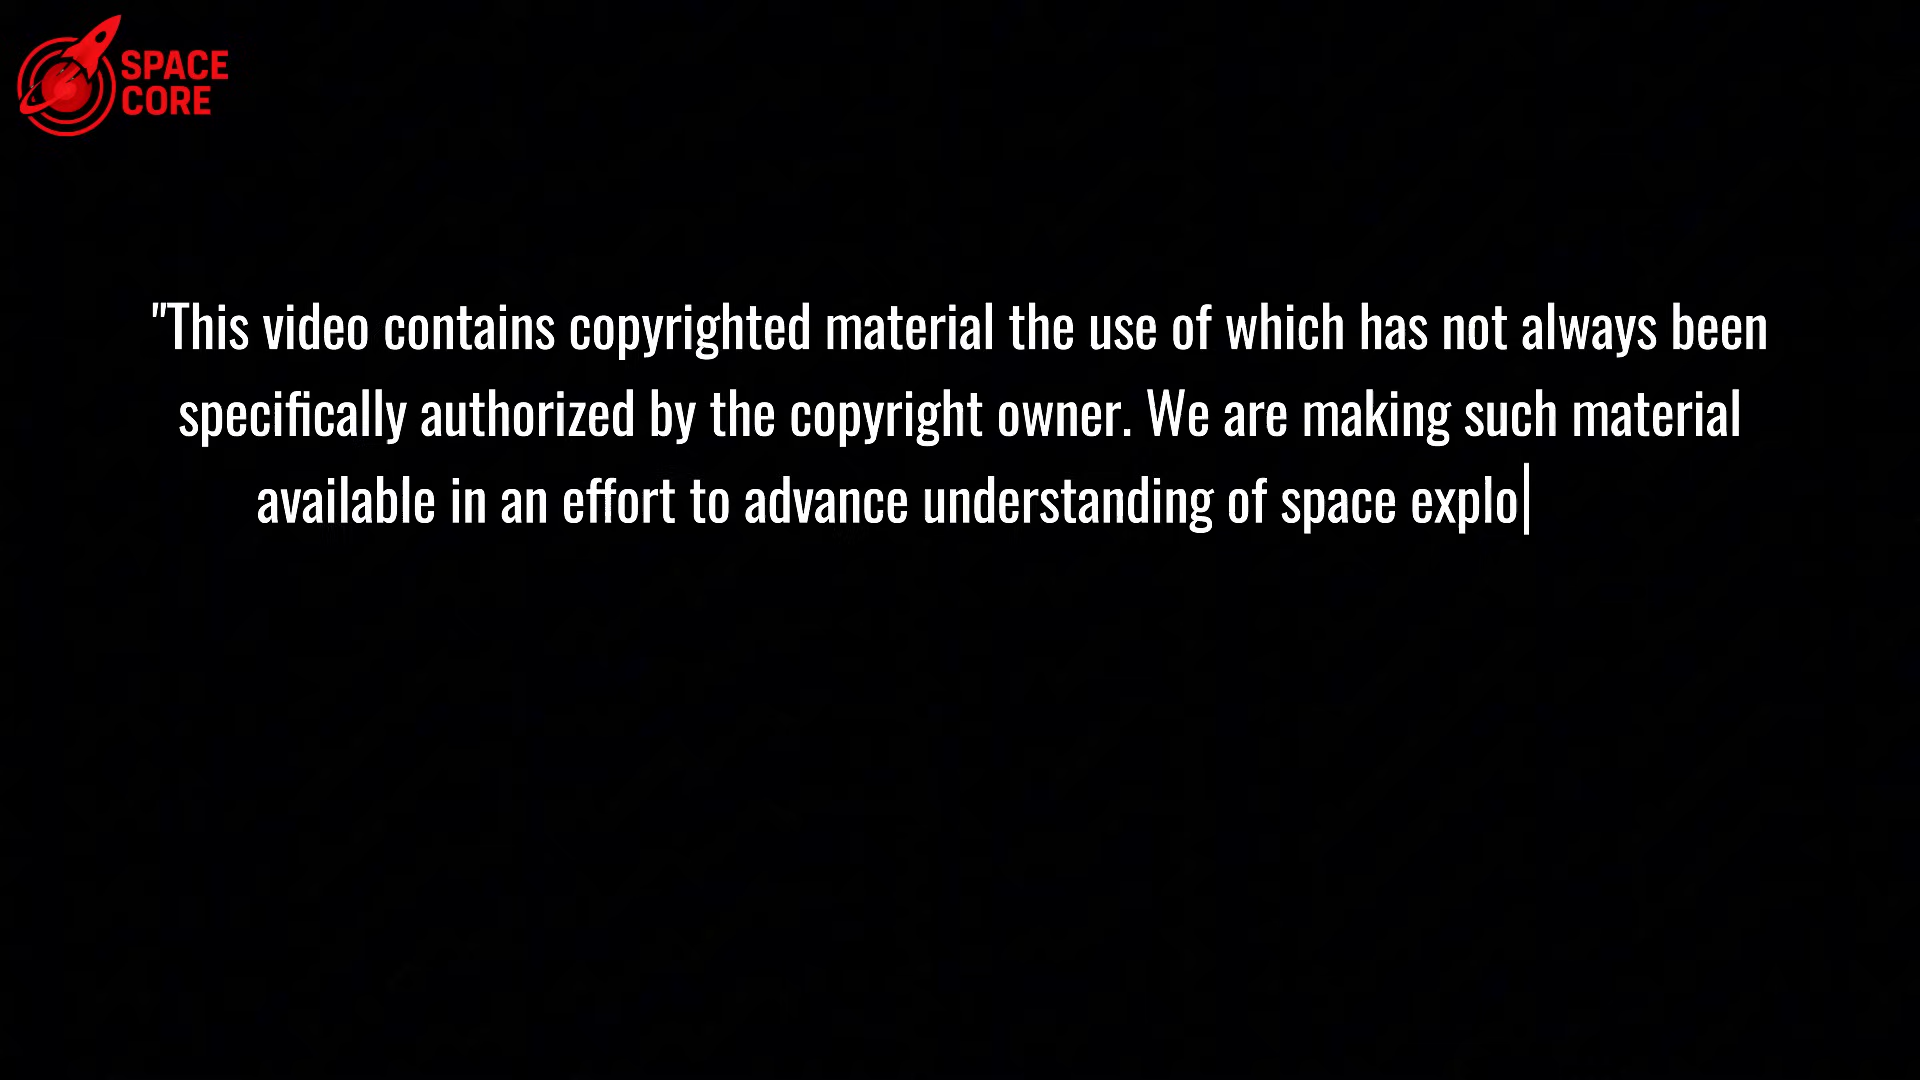 SPACE
CORE
"This video contains copyrighted material the use of which has not always been
specifically authorized by the copyright owner. We are making such material
available in an effort to advance understanding of space explo